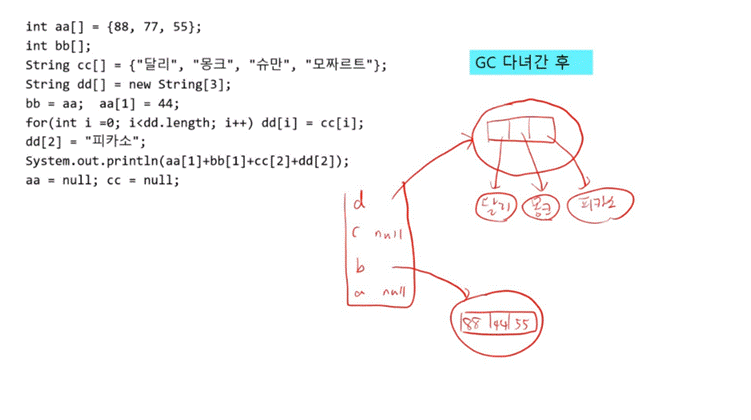 int aa[] = {88, 77, 55};
int bb[];
String cc[] = {"달리", "몽크", "슈만", "모짜르트"};
String dd[] = new String[3];
bb = aa;  aa[1] = 44;
for(int i =0; i<dd.length; i++) dd[i] = cc[i];
dd[2] = "피카소";
System.out.println(aa[1]+bb[1]+cc[2]+dd[2]);
aa = null; cc = null;
GC 다녀간 후
d
c null
b
a null
달리 몽크 피카소
88 44 55